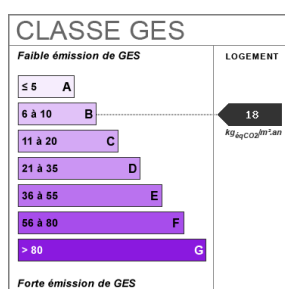 CLASSE GES
Faible émission de GES
LOGEMENT
≤ 5 A
6 à 10 B
18
kgéqCO2/m².an
11 à 20 C
21 à 35 D
36 à 55 E
56 à 80 F
> 80 G
Forte émission de GES